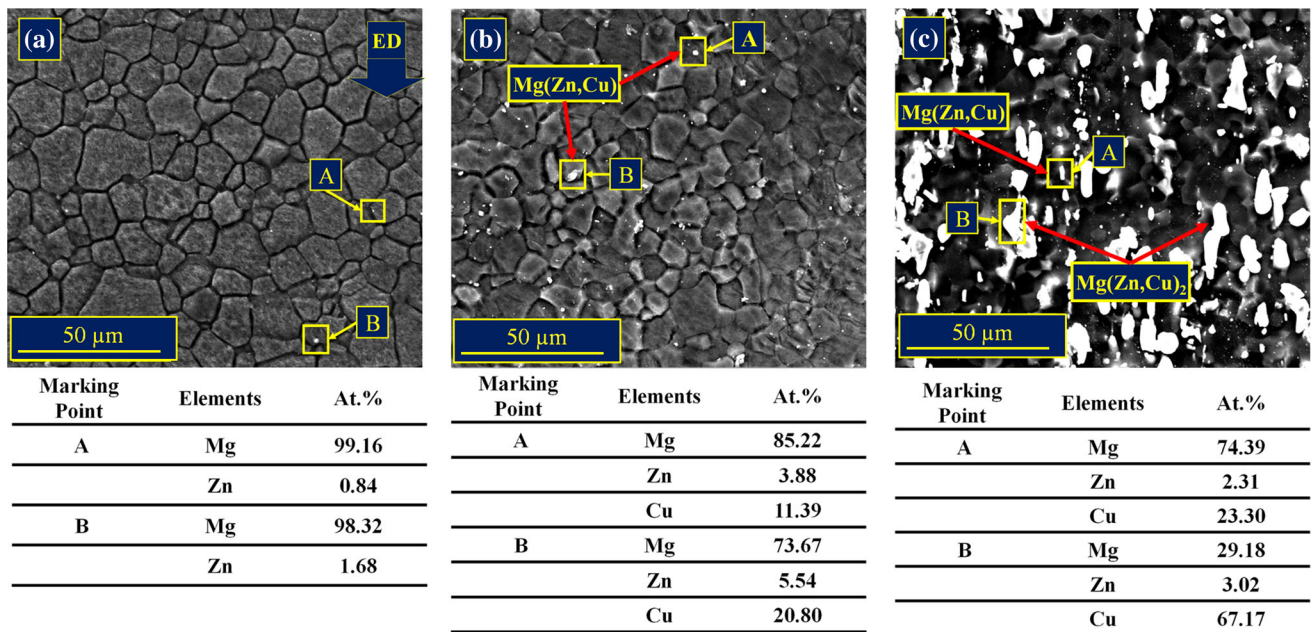 (a)
ED
A
B
50 µm
Marking Point Elements At.%
A Mg 99.16
Zn 0.84
B Mg 98.32
Zn 1.68
(b)
A
Mg(Zn,Cu)
B
50 µm
Marking Point Elements At.%
A Mg 85.22
Zn 3.88
Cu 11.39
B Mg 73.67
Zn 5.54
Cu 20.80
(c)
Mg(Zn,Cu)
A
B
Mg(Zn,Cu)₂
50 µm
Marking Point Elements At.%
A Mg 74.39
Zn 2.31
Cu 23.30
B Mg 29.18
Zn 3.02
Cu 67.17